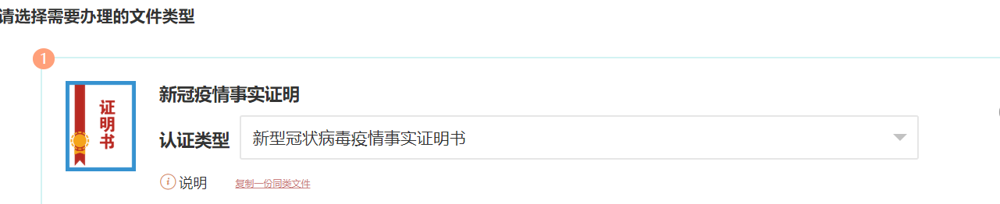 请选择需要办理的文件类型
1
证明书
新冠疫情事实证明
认证类型
新型冠状病毒疫情事实证明书
i 说明
复制一份同类文件